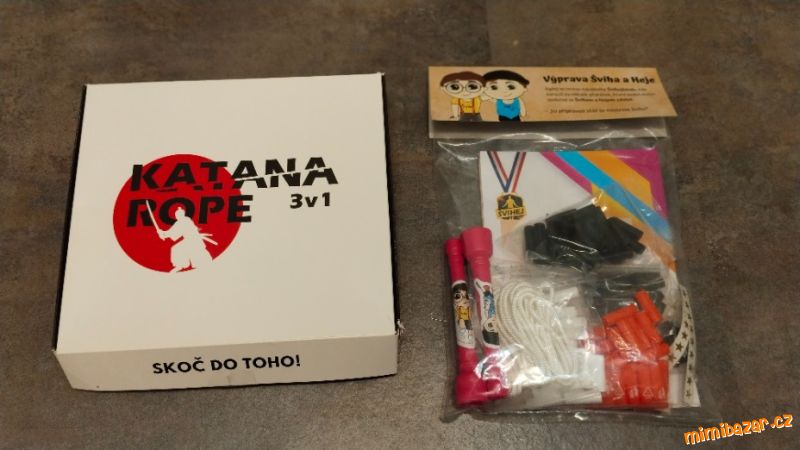 KATANA
ROPE
3v1
SKOČ DO TOHO!
Výprava Šviha a Heje
ŠVIHEJ
mimibazar.cz